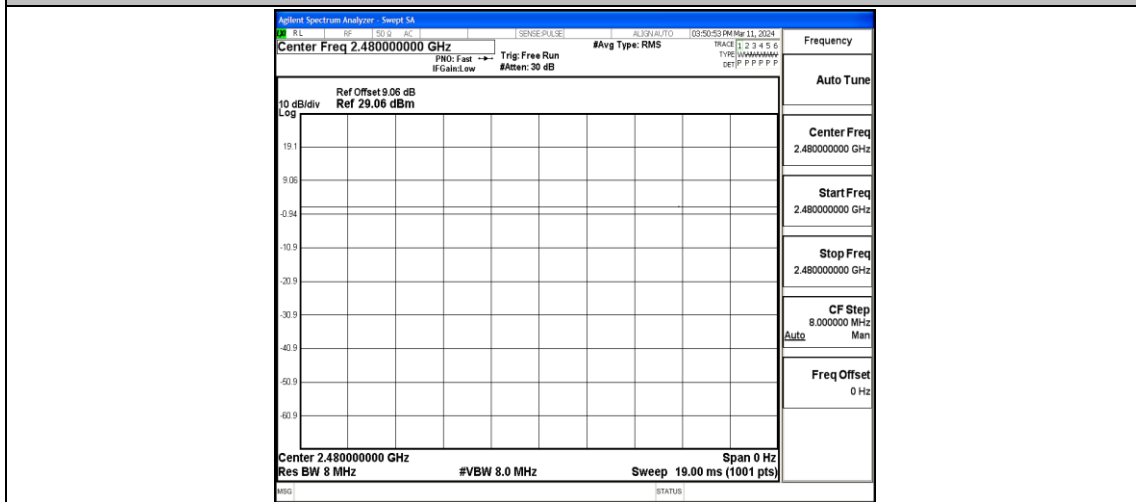 Agilent Spectrum Analyzer - Swept SA
RL RF 50 Ω AC SENSE:PULSE ALIGN AUTO 03:50:53 PM Mar 11, 2024
Center Freq 2.480000000 GHz
PNO: Fast
IFGain:Low
Trig: Free Run
#Atten: 30 dB
#Avg Type: RMS
TRACE 1 2 3 4 5 6
TYPE
DET P P P P P P
Ref Offset 9.06 dB
10 dB/div Ref 29.06 dBm
Log
19.1
9.06
-0.94
-10.9
-20.9
-30.9
-40.9
-50.9
-60.9
Center 2.480000000 GHz Span 0 Hz
Res BW 8 MHz #VBW 8.0 MHz Sweep 19.00 ms (1001 pts)
MSG STATUS
Frequency
Auto Tune
Center Freq
2.480000000 GHz
Start Freq
2.480000000 GHz
Stop Freq
2.480000000 GHz
CF Step
8.000000 MHz
Auto Man
Freq Offset
0 Hz